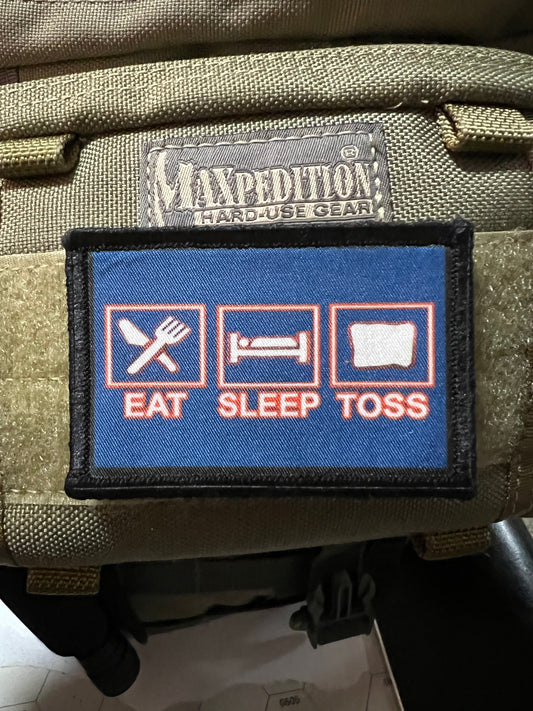 MAXPEDITION®
HARD-USE GEAR
EAT SLEEP TOSS